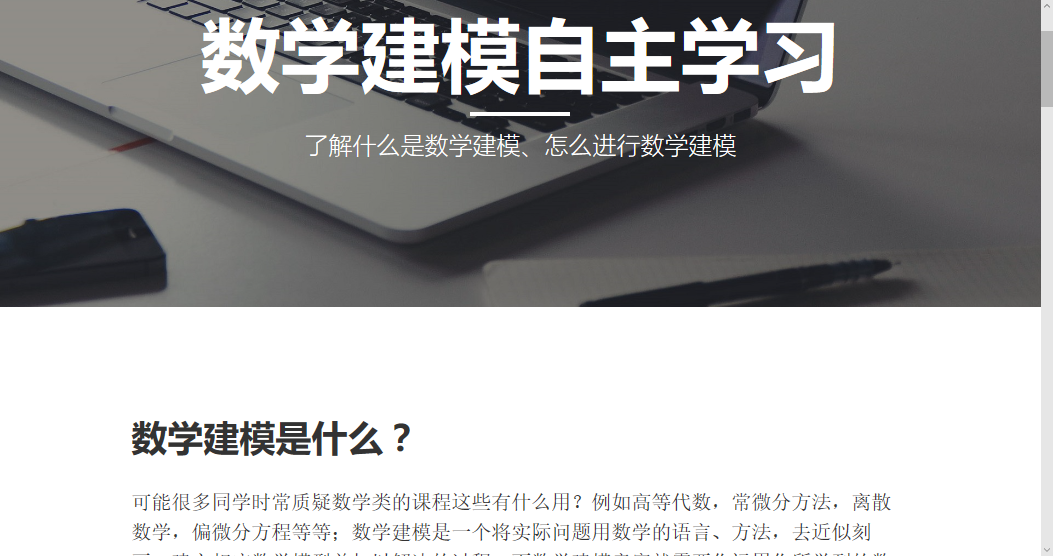 数学建模自主学习
了解什么是数学建模、怎么进行数学建模
数学建模是什么？
可能很多同学时常质疑数学类的课程这些有什么用？例如高等代数，常微分方法，离散
数学，偏微分方程等等；数学建模是一个将实际问题用数学的语言、方法，去近似刻